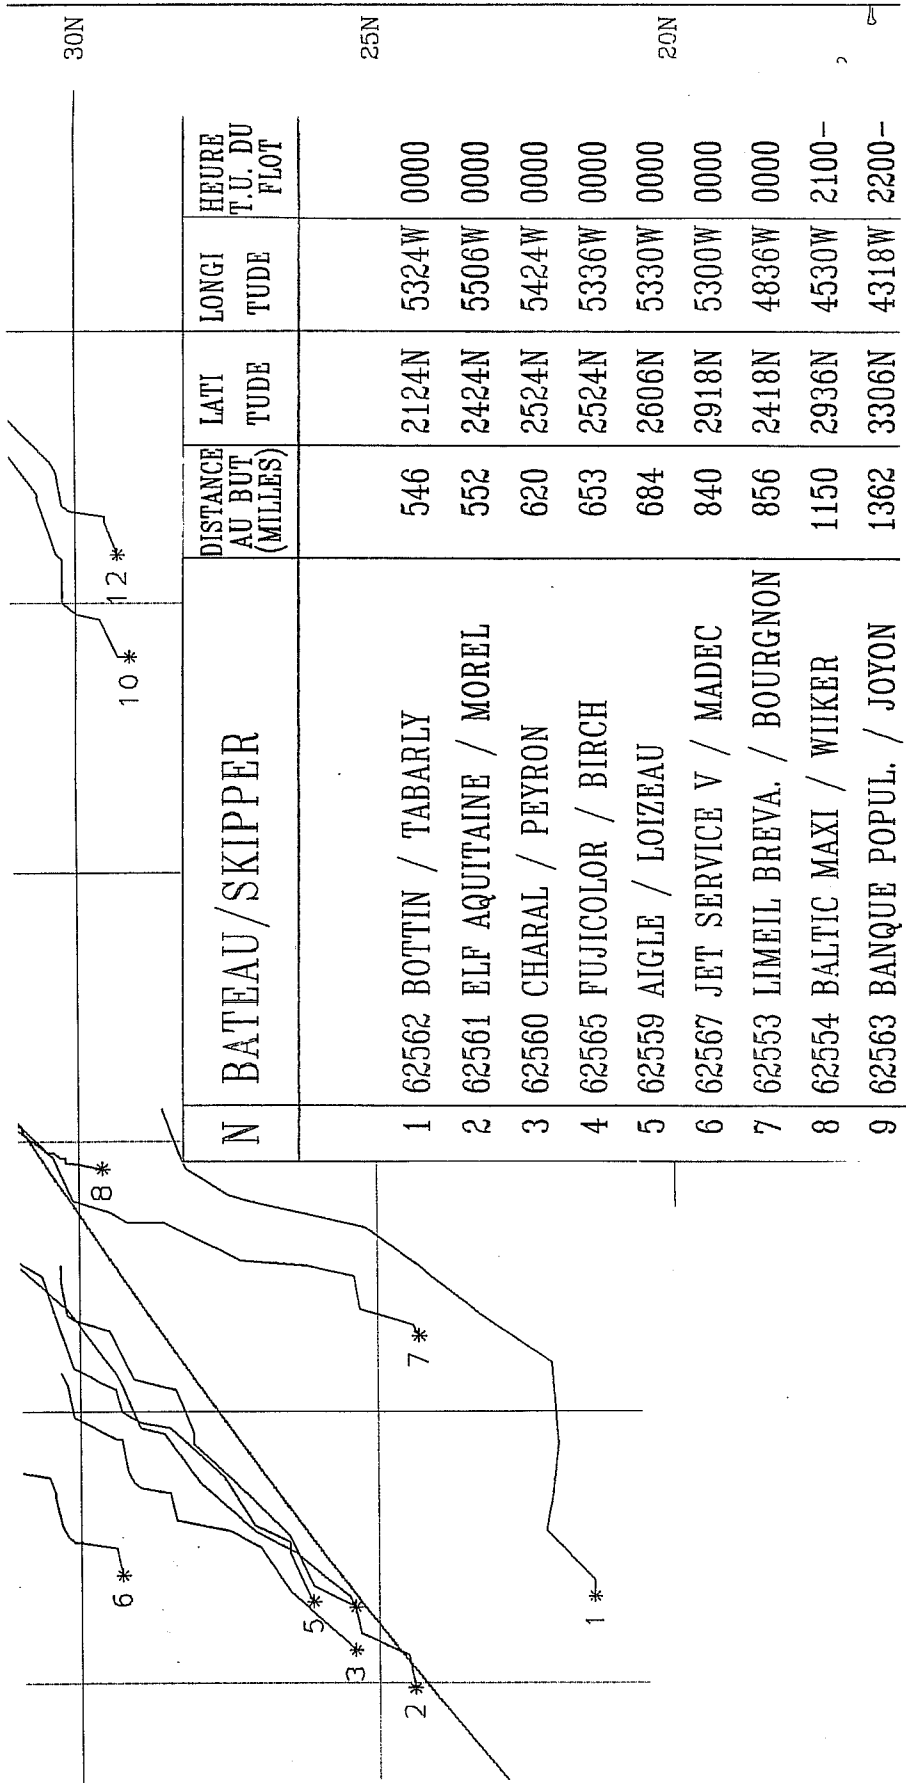 30N
25N
20N
12
10
8
7
6
5
3
2
1
N BATEAU/SKIPPER DISTANCE AU BUT (MILLES) LATI TUDE LONGI TUDE HEURE T.U. DU FLOT
1 62562 BOTTIN / TABARLY 546 2124N 5324W 0000
2 62561 ELF AQUITAINE / MOREL 552 2424N 5506W 0000
3 62560 CHARAL / PEYRON 620 2524N 5424W 0000
4 62565 FUJICOLOR / BIRCH 653 2524N 5336W 0000
5 62559 AIGLE / LOIZEAU 684 2606N 5330W 0000
6 62567 JET SERVICE V / MADEC 840 2918N 5300W 0000
7 62553 LIMEIL BREVA. / BOURGNON 856 2418N 4836W 0000
8 62554 BALTIC MAXI / WIIKER 1150 2936N 4530W 2100-
9 62563 BANQUE POPUL. / JOYON 1362 3306N 4318W 2200-